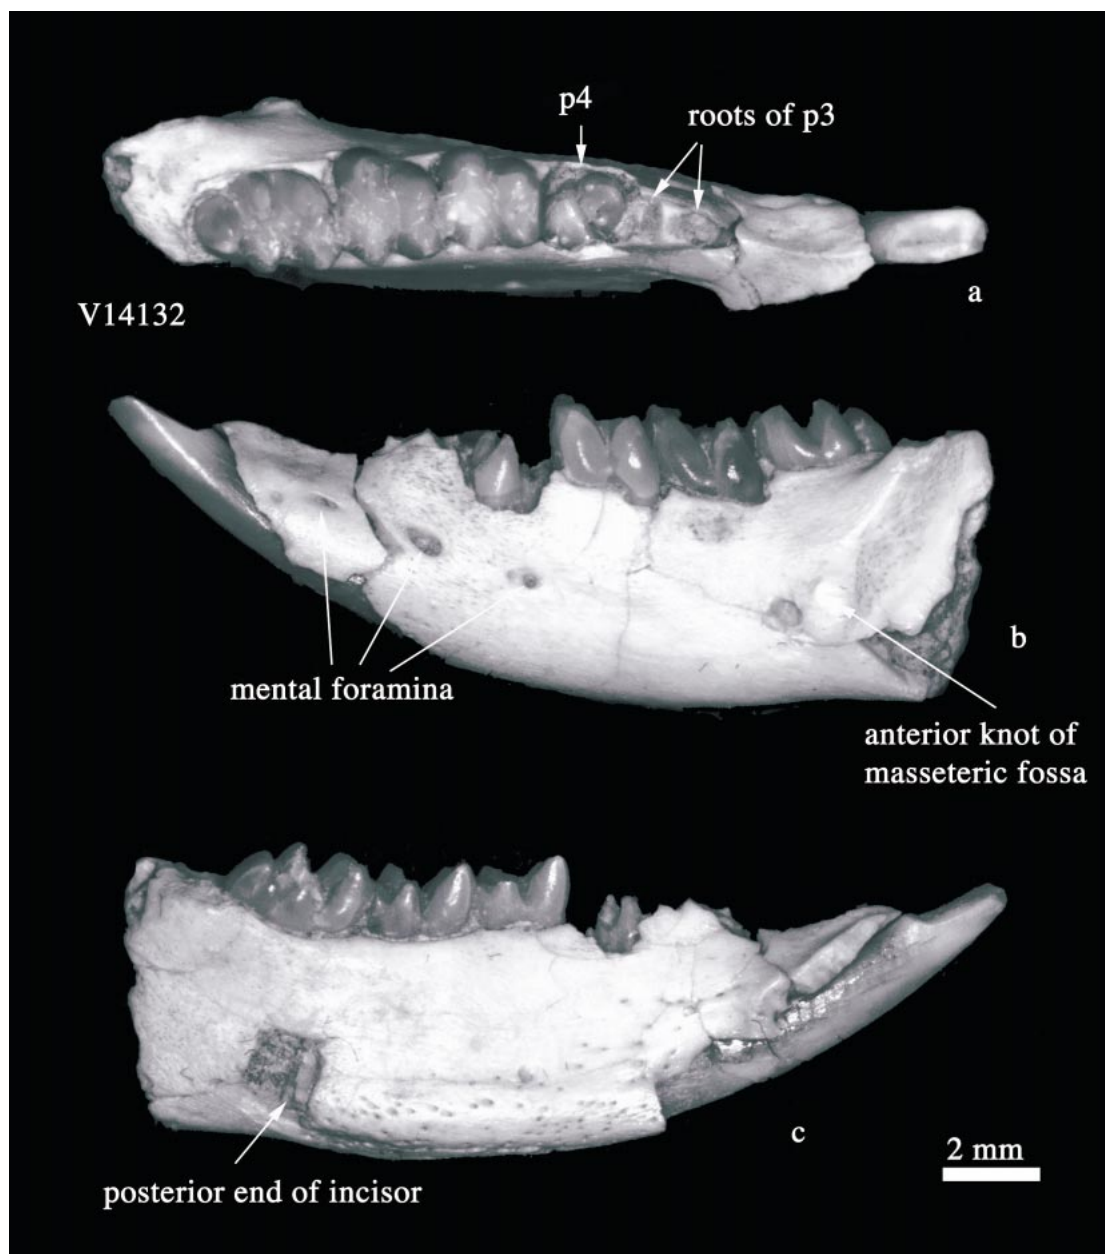 p4
roots of p3
a
V14132
b
mental foramina
anterior knot of
masseteric fossa
c
2 mm
posterior end of incisor